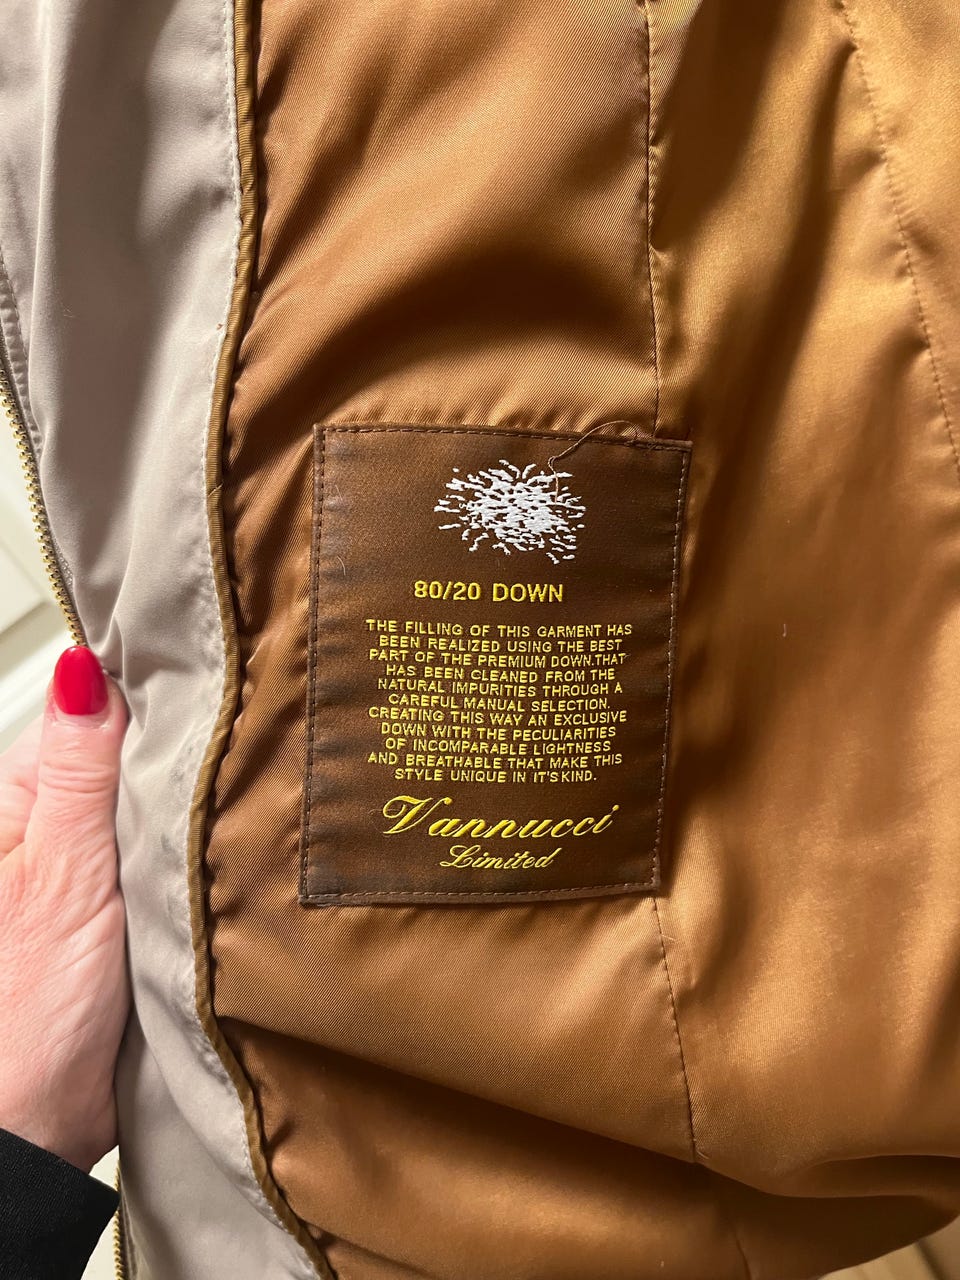 80/20 DOWN
THE FILLING OF THIS GARMENT HAS
BEEN REALIZED USING THE BEST
PART OF THE PREMIUM DOWN.THAT
HAS BEEN CLEANED FROM THE
NATURAL IMPURITIES THROUGH A
CAREFUL MANUAL SELECTION.
CREATING THIS WAY AN EXCLUSIVE
DOWN WITH THE PECULIARITIES
OF INCOMPARABLE LIGHTNESS
AND BREATHABLE THAT MAKE THIS
STYLE UNIQUE IN IT'S KIND.
Vannucci
Limited